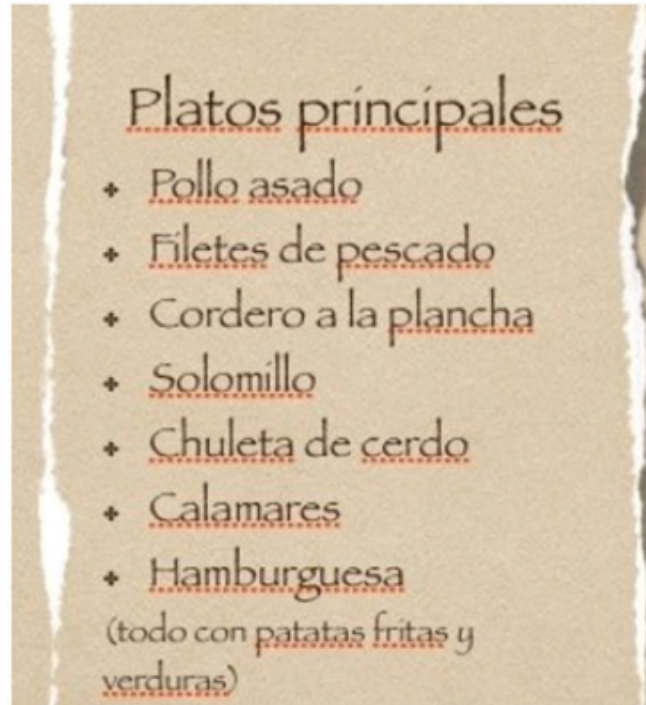 Platos principales
Pollo asado
Filetes de pescado
Cordero a la plancha
Solomillo
Chuleta de cerdo
Calamares
Hamburguesa
(todo con patatas fritas y
verduras)